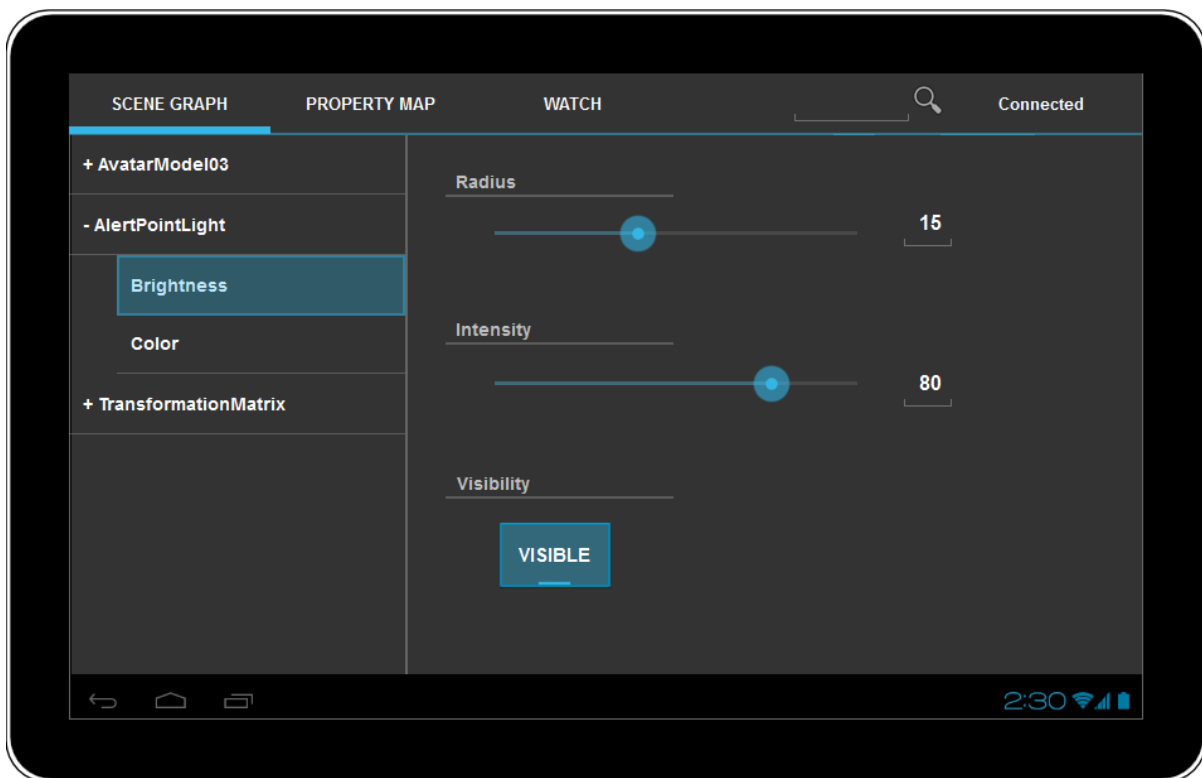 SCENE GRAPH PROPERTY MAP WATCH Connected
+ AvatarModel03
- AlertPointLight
Brightness
Color
+ TransformationMatrix
Radius
15
Intensity
80
Visibility
VISIBLE
2:30